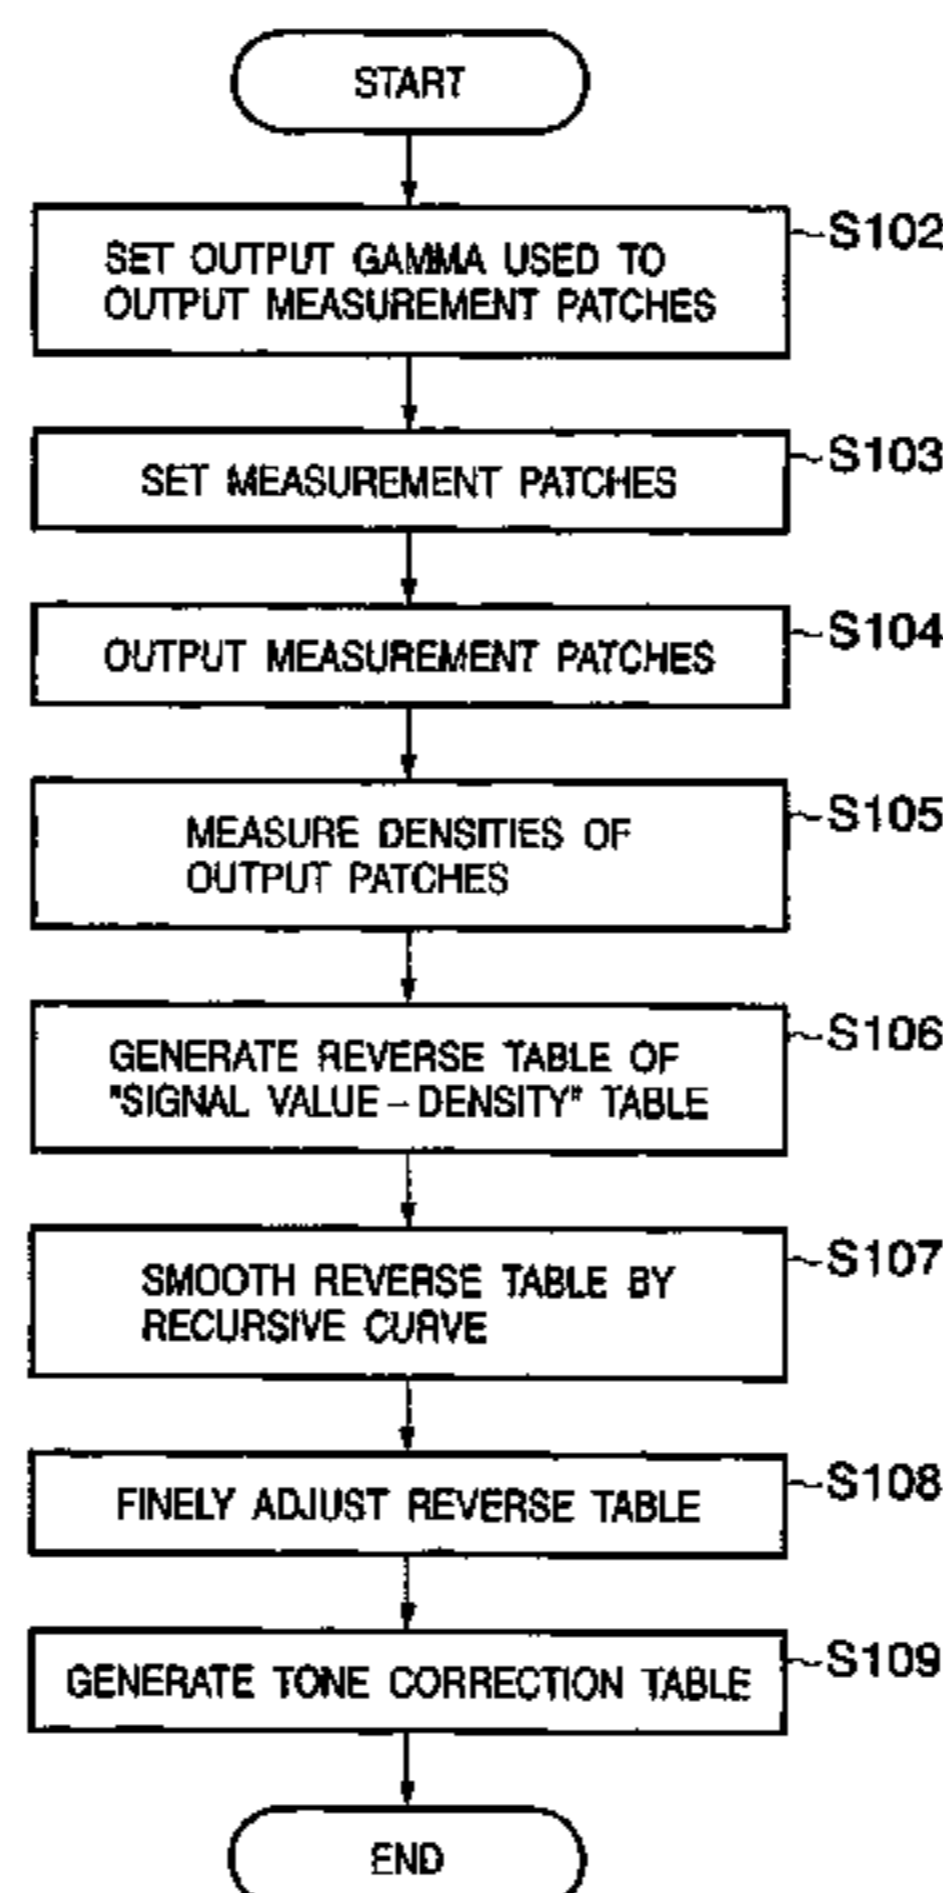 START
S102
SET OUTPUT GAMMA USED TO
OUTPUT MEASUREMENT PATCHES
S103
SET MEASUREMENT PATCHES
S104
OUTPUT MEASUREMENT PATCHES
S105
MEASURE DENSITIES OF
OUTPUT PATCHES
S106
GENERATE REVERSE TABLE OF
"SIGNAL VALUE – DENSITY" TABLE
S107
SMOOTH REVERSE TABLE BY
RECURSIVE CURVE
S108
FINELY ADJUST REVERSE TABLE
S109
GENERATE TONE CORRECTION TABLE
END